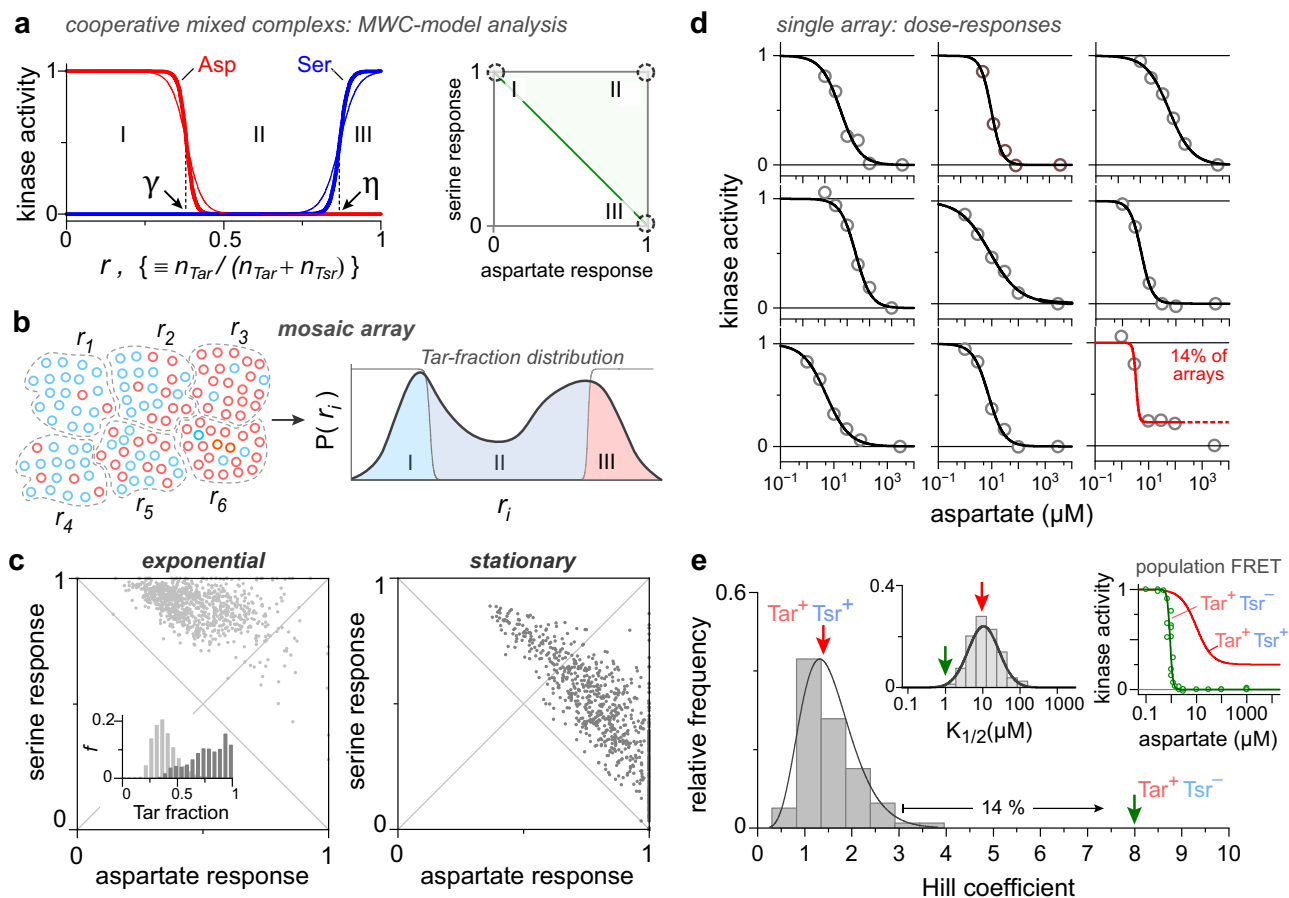 a cooperative mixed complexs: MWC-model analysis
kinase activity
1
0
Asp
Ser
I
II
III
γ
η
0
0.5
1
r , { ≡ nTar / (nTar + nTsr) }
serine response
1
0
I
II
III
0
1
aspartate response
b
mosaic array
r1
r2
r3
r4
r5
r6
Tar-fraction distribution
P( ri )
I
II
III
ri
c
exponential
stationary
serine response
1
0
0.2
f
0
0
0.5
1
Tar fraction
0
1
aspartate response
serine response
1
0
0
1
aspartate response
d single array: dose-responses
kinase activity
1
0
1
0
1
0
14% of
arrays
10⁻¹ 10¹ 10³
10⁻¹ 10¹ 10³
10⁻¹ 10¹ 10³
aspartate (µM)
e
relative frequency
0.6
0
Tar⁺ Tsr⁺
0.4
0.2
0
0.1 1 10 100 1000
K1/2(µM)
population FRET
kinase activity
1
0
Tar⁺ Tsr⁻
Tar⁺ Tsr⁺
0.1 10 1000
aspartate (µM)
14 %
Tar⁺ Tsr⁻
0 1 2 3 4 5 6 7 8 9 10
Hill coefficient